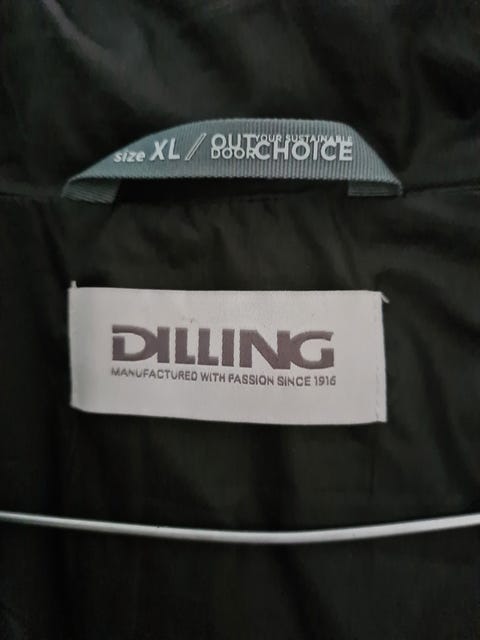 size XL / OUT DOOR YOUR SUSTAINABLE CHOICE
DILLING
MANUFACTURED WITH PASSION SINCE 1916